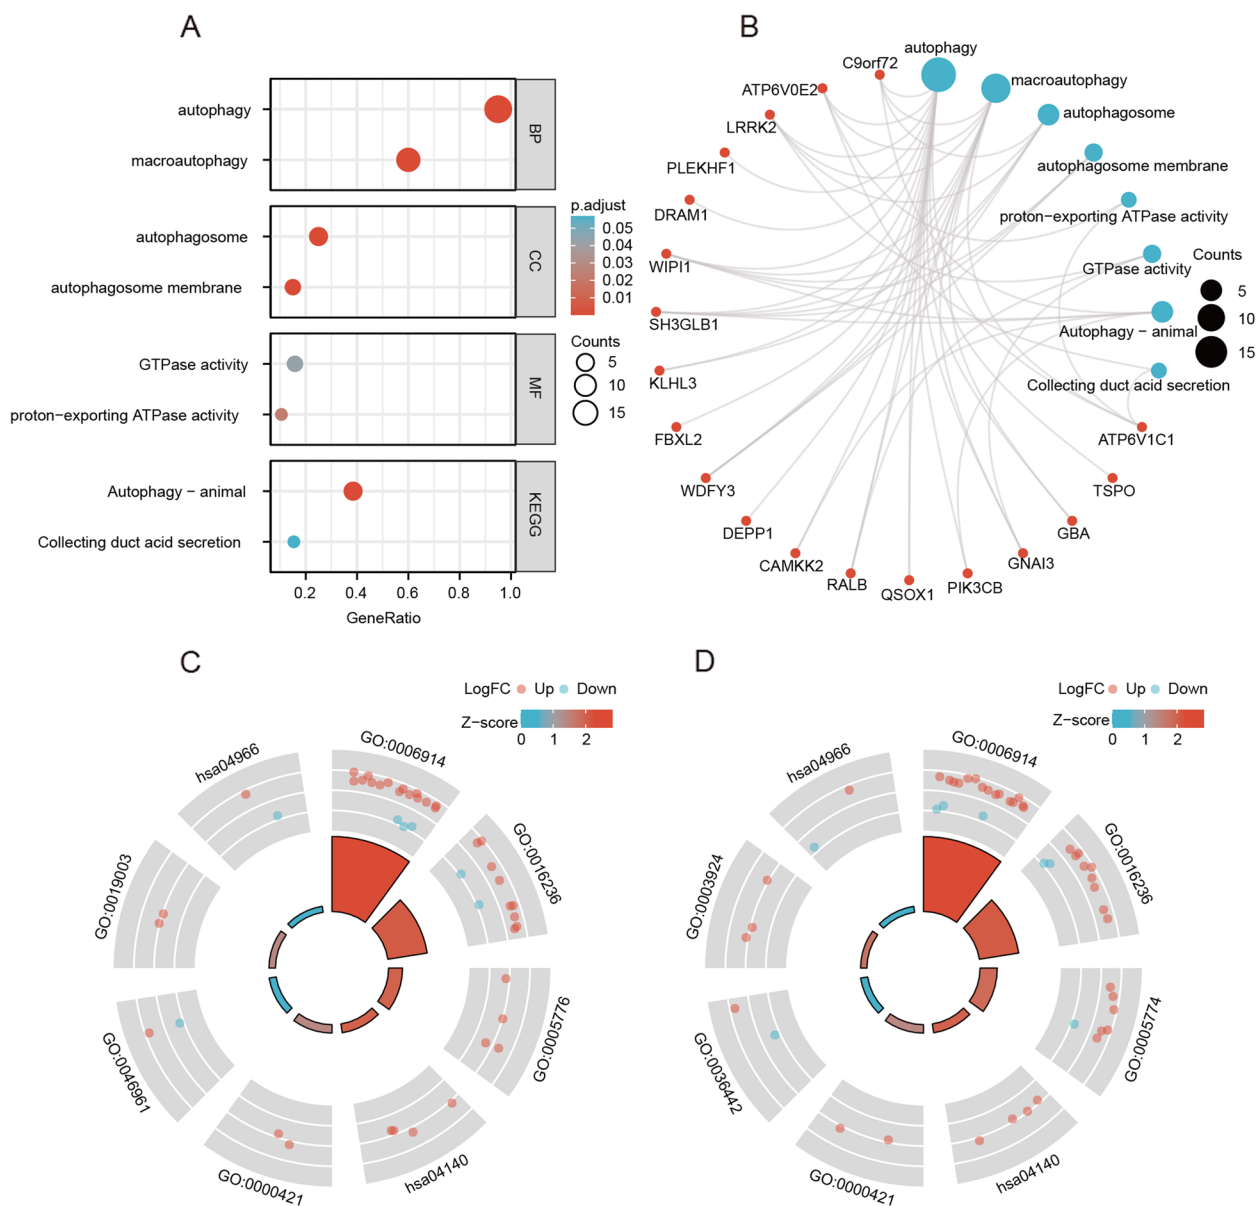 A
autophagy
macroautophagy
BP
autophagosome
autophagosome membrane
CC
GTPase activity
proton−exporting ATPase activity
MF
Autophagy − animal
Collecting duct acid secretion
KEGG
0.2 0.4 0.6 0.8 1.0
GeneRatio
p.adjust
0.05
0.04
0.03
0.02
0.01
Counts
5
10
15
B
autophagy
macroautophagy
autophagosome
autophagosome membrane
proton−exporting ATPase activity
GTPase activity
Autophagy − animal
Collecting duct acid secretion
C9orf72
ATP6V0E2
LRRK2
PLEKHF1
DRAM1
WIPI1
SH3GLB1
KLHL3
FBXL2
WDFY3
DEPP1
CAMKK2
RALB
QSOX1
PIK3CB
GNAI3
GBA
TSPO
ATP6V1C1
Counts
5
10
15
C
LogFC Up Down
Z−score
0 1 2
GO:0006914
GO:0016236
GO:0005776
hsa04140
GO:0000421
GO:0046961
GO:0019003
hsa04966
D
LogFC Up Down
Z−score
0 1 2
GO:0006914
GO:0016236
GO:0005774
hsa04140
GO:0000421
GO:0036442
GO:0003924
hsa04966